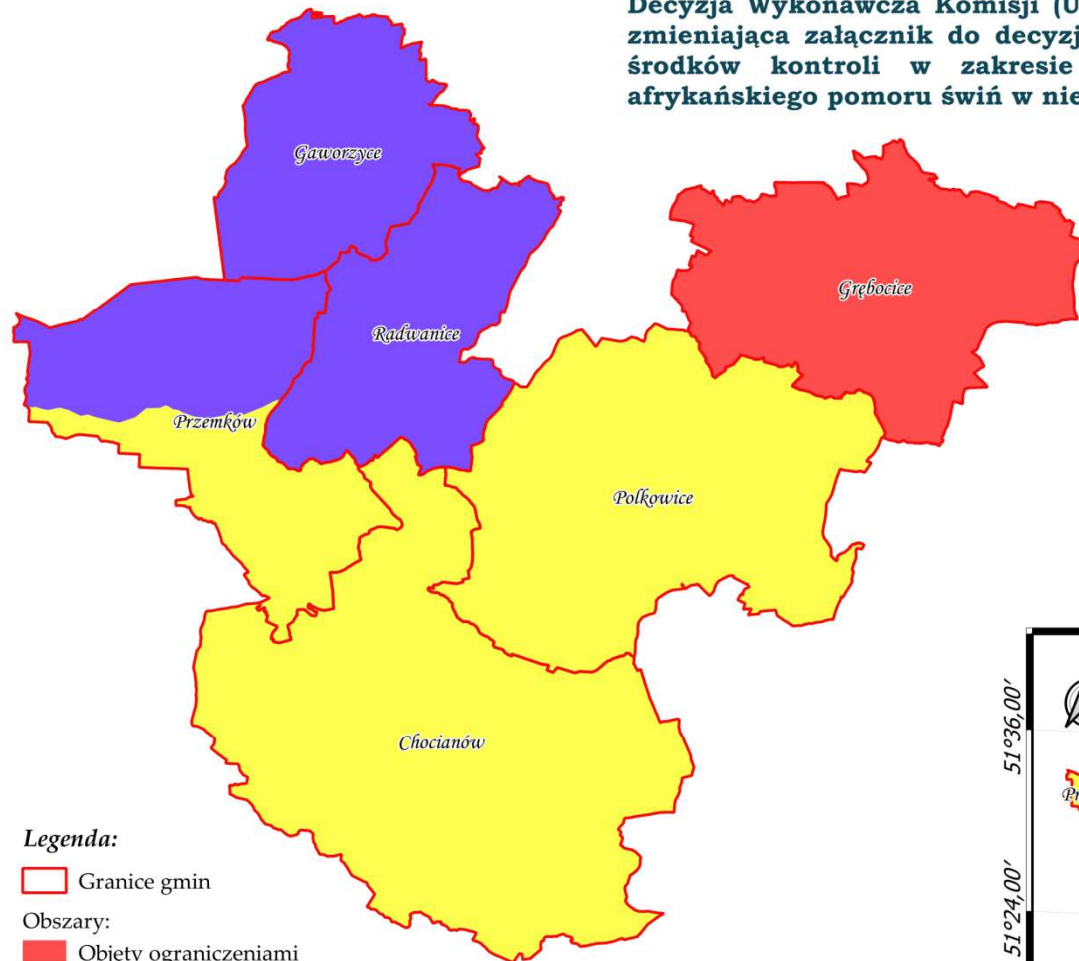 Decyzja Wykonawcza Komisji (U
zmieniająca załącznik do decyzj
środków kontroli w zakresie
afrykańskiego pomoru świń w nie
Gaworzyce
Grębocice
Radwanice
Przemków
Polkowice
Chocianów
51°36,00′
51°24,00′
Legenda:
Granice gmin
Obszary:
Objęty ograniczeniami